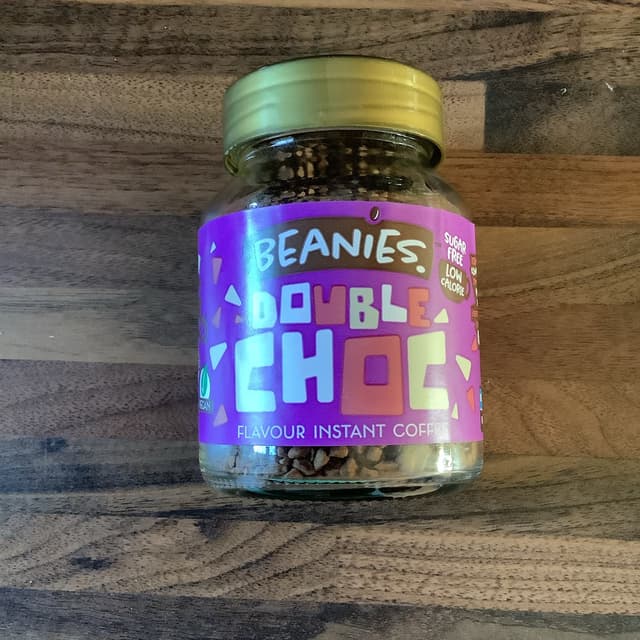 BEANIES.
SUGAR
FREE
LOW
CALORIE
DOUBLE
CHOC
FLAVOUR INSTANT COFFEE